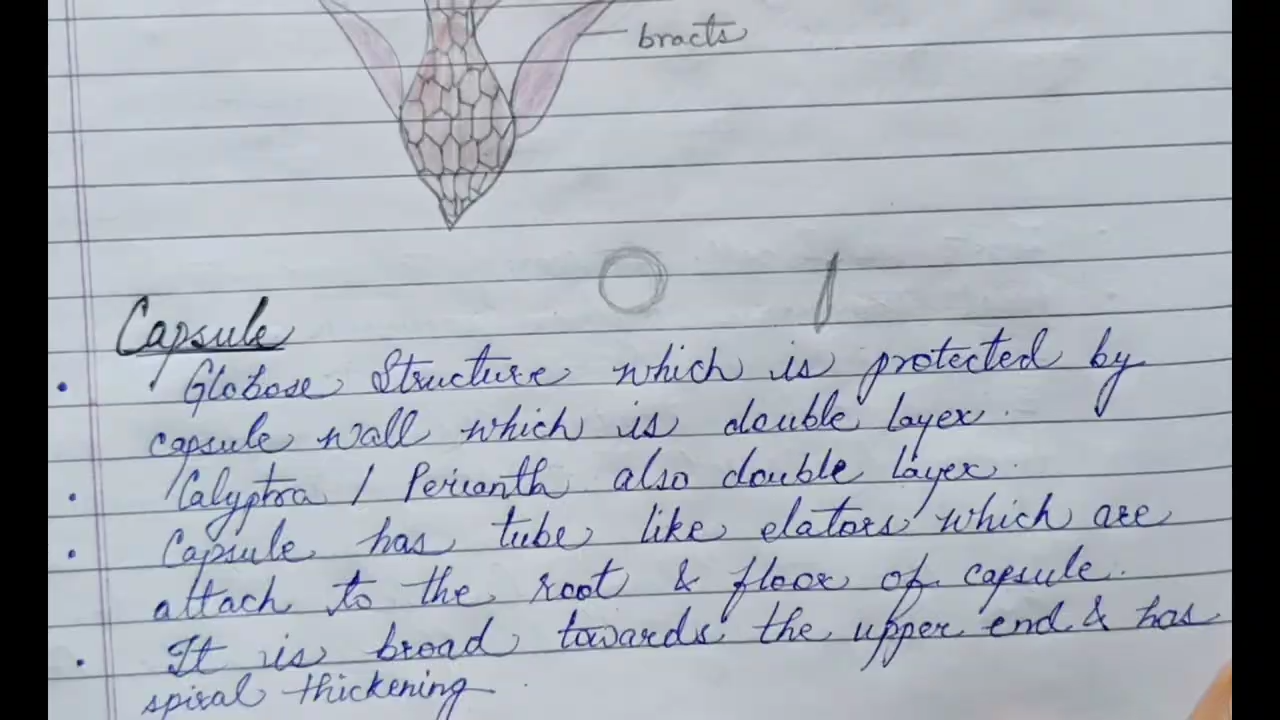 bracts
Capsule
• Globose Structure which is protected by
capsule wall which is double layer.
• Calyptra / Perianth also double layer.
• Capsule has tube like elators which are
attach to the root & floor of capsule.
• It is broad towards the upper end & has
spiral thickening